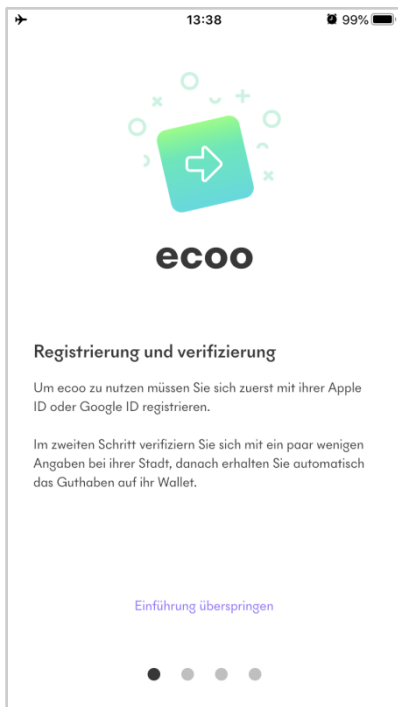 13:38
99%
ecoo
Registrierung und verifizierung
Um ecoo zu nutzen müssen Sie sich zuerst mit ihrer Apple
ID oder Google ID registrieren.
Im zweiten Schritt verifiziern Sie sich mit ein paar wenigen
Angaben bei ihrer Stadt, danach erhalten Sie automatisch
das Guthaben auf ihr Wallet.
Einführung überspringen